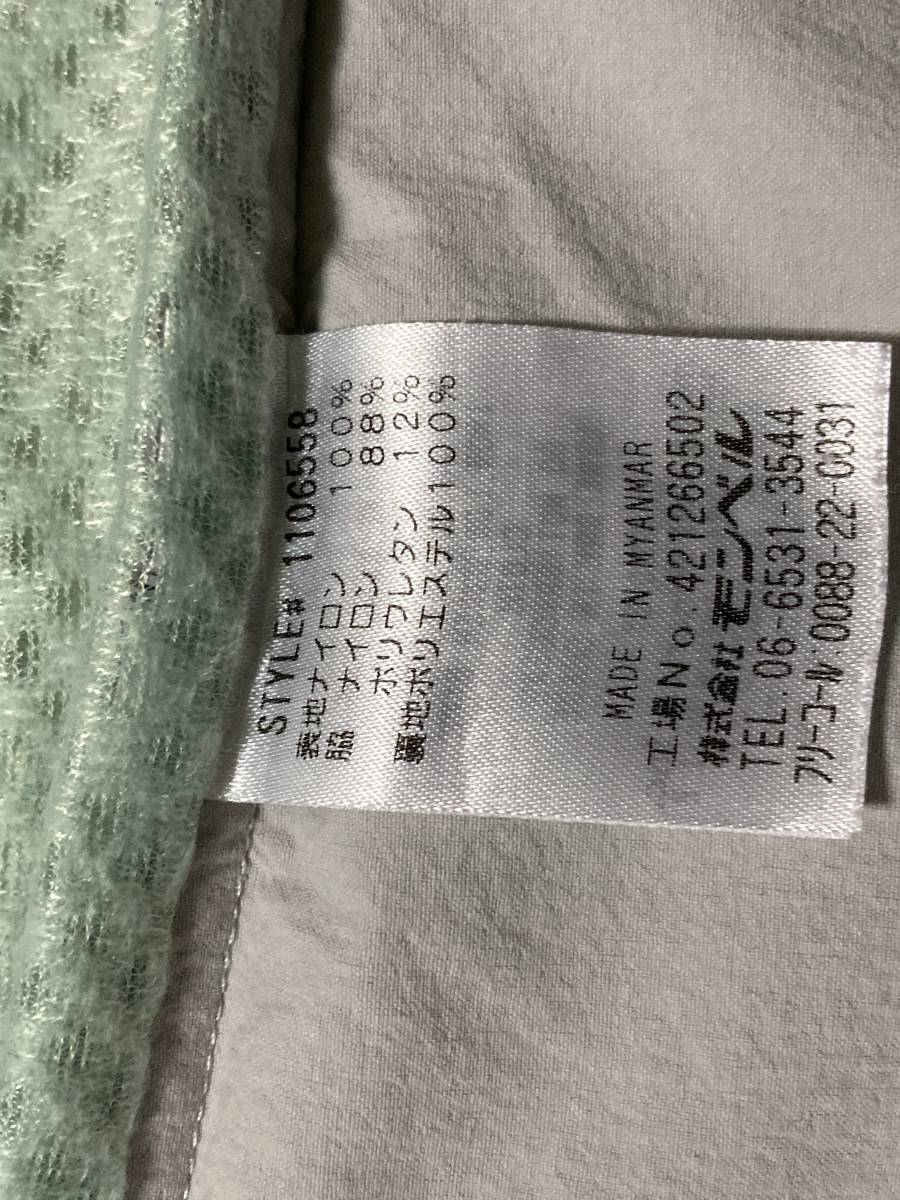 STYLE# 1106558
表地ナイロン 100%
脇 ナイロン 88%
ポリウレタン 12%
裏地ポリエステル100%
MADE IN MYANMAR
工場No.421266502
株式会社モンベル
TEL.06-6531-3544
フリーコール:0088-22-0031